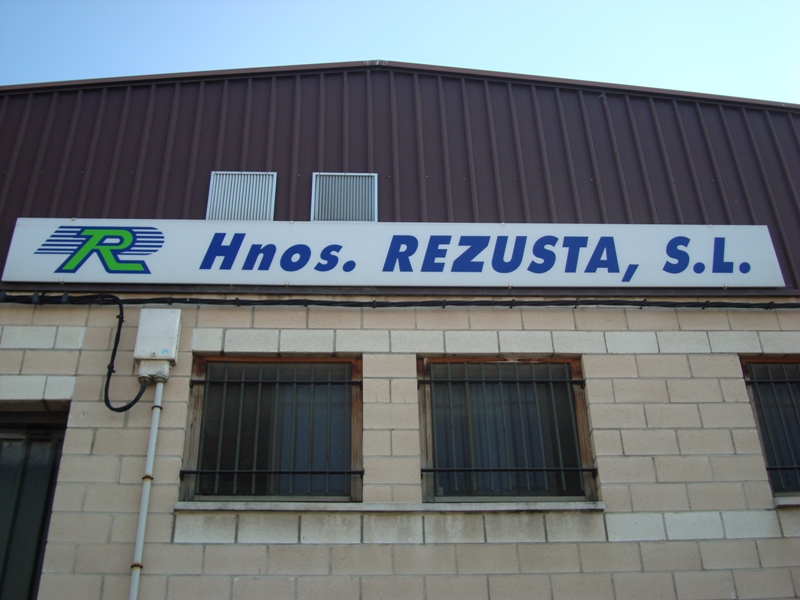 R Hnos. REZUSTA, S.L.